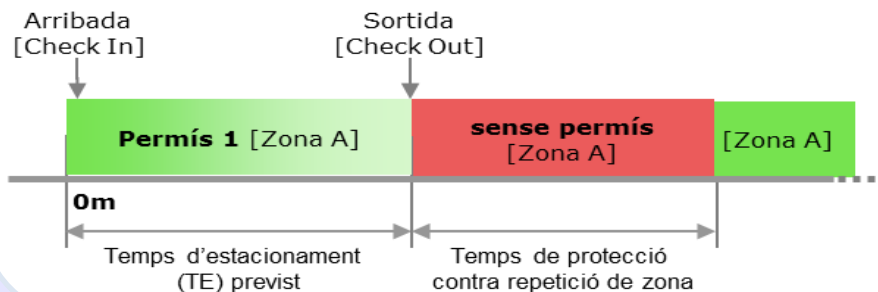 Arribada
[Check In]
Sortida
[Check Out]
Permís 1 [Zona A]
sense permís
[Zona A]
[Zona A]
0m
Temps d’estacionament
(TE) previst
Temps de protecció
contra repetició de zona